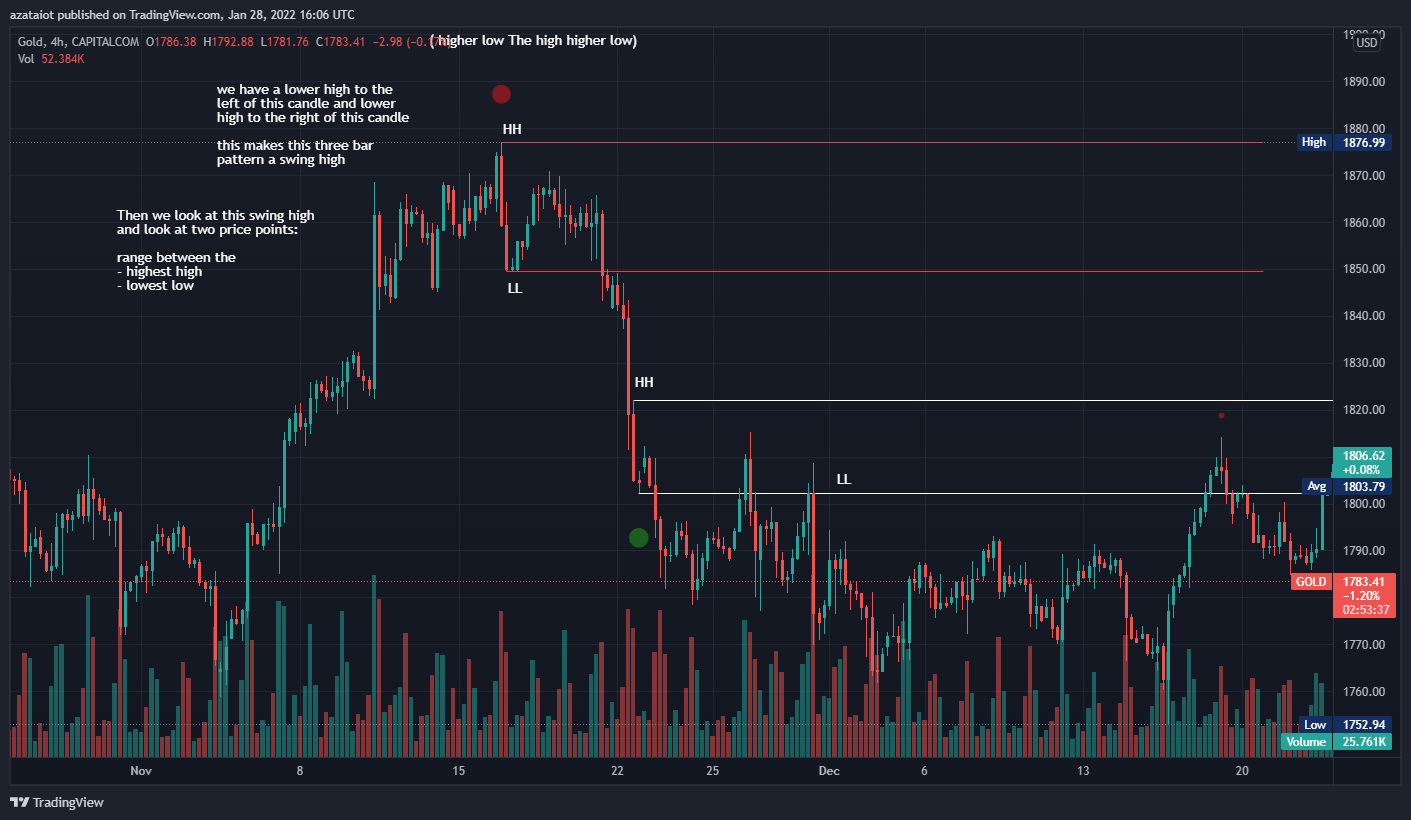 azataiot published on TradingView.com, Jan 28, 2022 16:06 UTC
Gold, 4h, CAPITALCOM O1786.38 H1792.88 L1781.76 C1783.41 −2.98
( higher low The high higher low)
Vol 52.384K
USD
we have a lower high to the
left of this candle and lower
high to the right of this candle
this makes this three bar
pattern a swing high
Then we look at this swing high
and look at two price points:
range between the
- highest high
- lowest low
HH
LL
HH
LL
1890.00
1880.00
High 1876.99
1870.00
1860.00
1850.00
1840.00
1830.00
1820.00
1806.62
+0.08%
Avg 1803.79
1800.00
1790.00
GOLD 1783.41
−1.20%
02:53:37
1770.00
1760.00
Low 1752.94
Volume 25.761K
Nov 8 15 22 25 Dec 6 13 20
TradingView